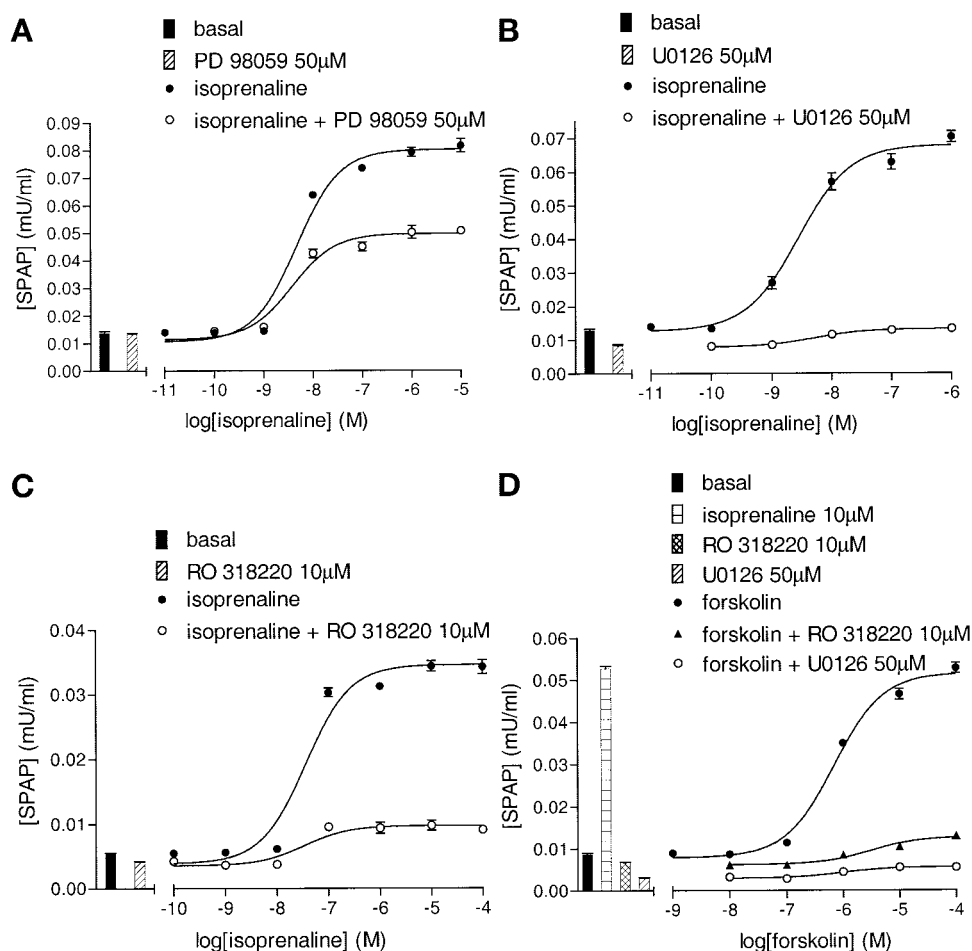 A
basal
PD 98059 50µM
isoprenaline
isoprenaline + PD 98059 50µM
[SPAP] (mU/ml)
0.09
0.08
0.07
0.06
0.05
0.04
0.03
0.02
0.01
0.00
-11 -10 -9 -8 -7 -6 -5
log[isoprenaline] (M)
B
basal
U0126 50µM
isoprenaline
isoprenaline + U0126 50µM
[SPAP] (mU/ml)
0.07
0.06
0.05
0.04
0.03
0.02
0.01
0.00
-11 -10 -9 -8 -7 -6
log[isoprenaline] (M)
C
basal
RO 318220 10µM
isoprenaline
isoprenaline + RO 318220 10µM
[SPAP] (mU/ml)
0.04
0.03
0.02
0.01
0.00
-10 -9 -8 -7 -6 -5 -4
log[isoprenaline] (M)
D
basal
isoprenaline 10µM
RO 318220 10µM
U0126 50µM
forskolin
forskolin + RO 318220 10µM
forskolin + U0126 50µM
[SPAP] (mU/ml)
0.06
0.05
0.04
0.03
0.02
0.01
0.00
-9 -8 -7 -6 -5 -4
log[forskolin] (M)